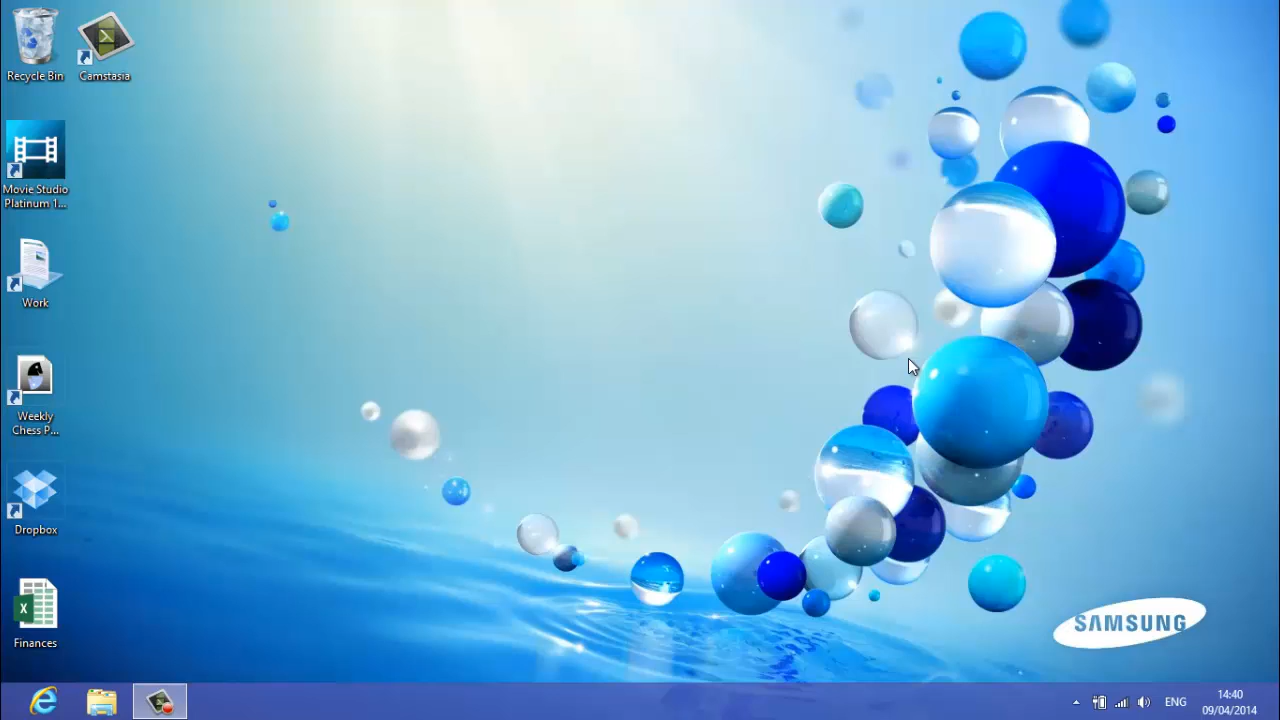 Recycle Bin
Camstasia
Movie Studio
Platinum 1...
Work
Weekly
Chess P...
Dropbox
X
Finances
SAMSUNG
ENG
14:40
09/04/2014